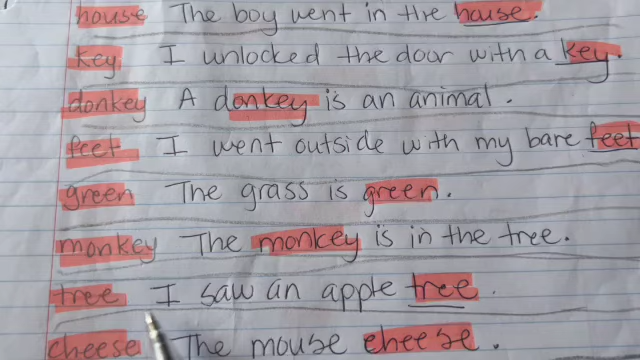 house The boy went in the house.
key I unlocked the door with a key.
donkey A donkey is an animal.
feet I went outside with my bare feet
green The grass is green.
monkey The monkey is in the tree.
tree I saw an apple tree.
cheese The mouse cheese.